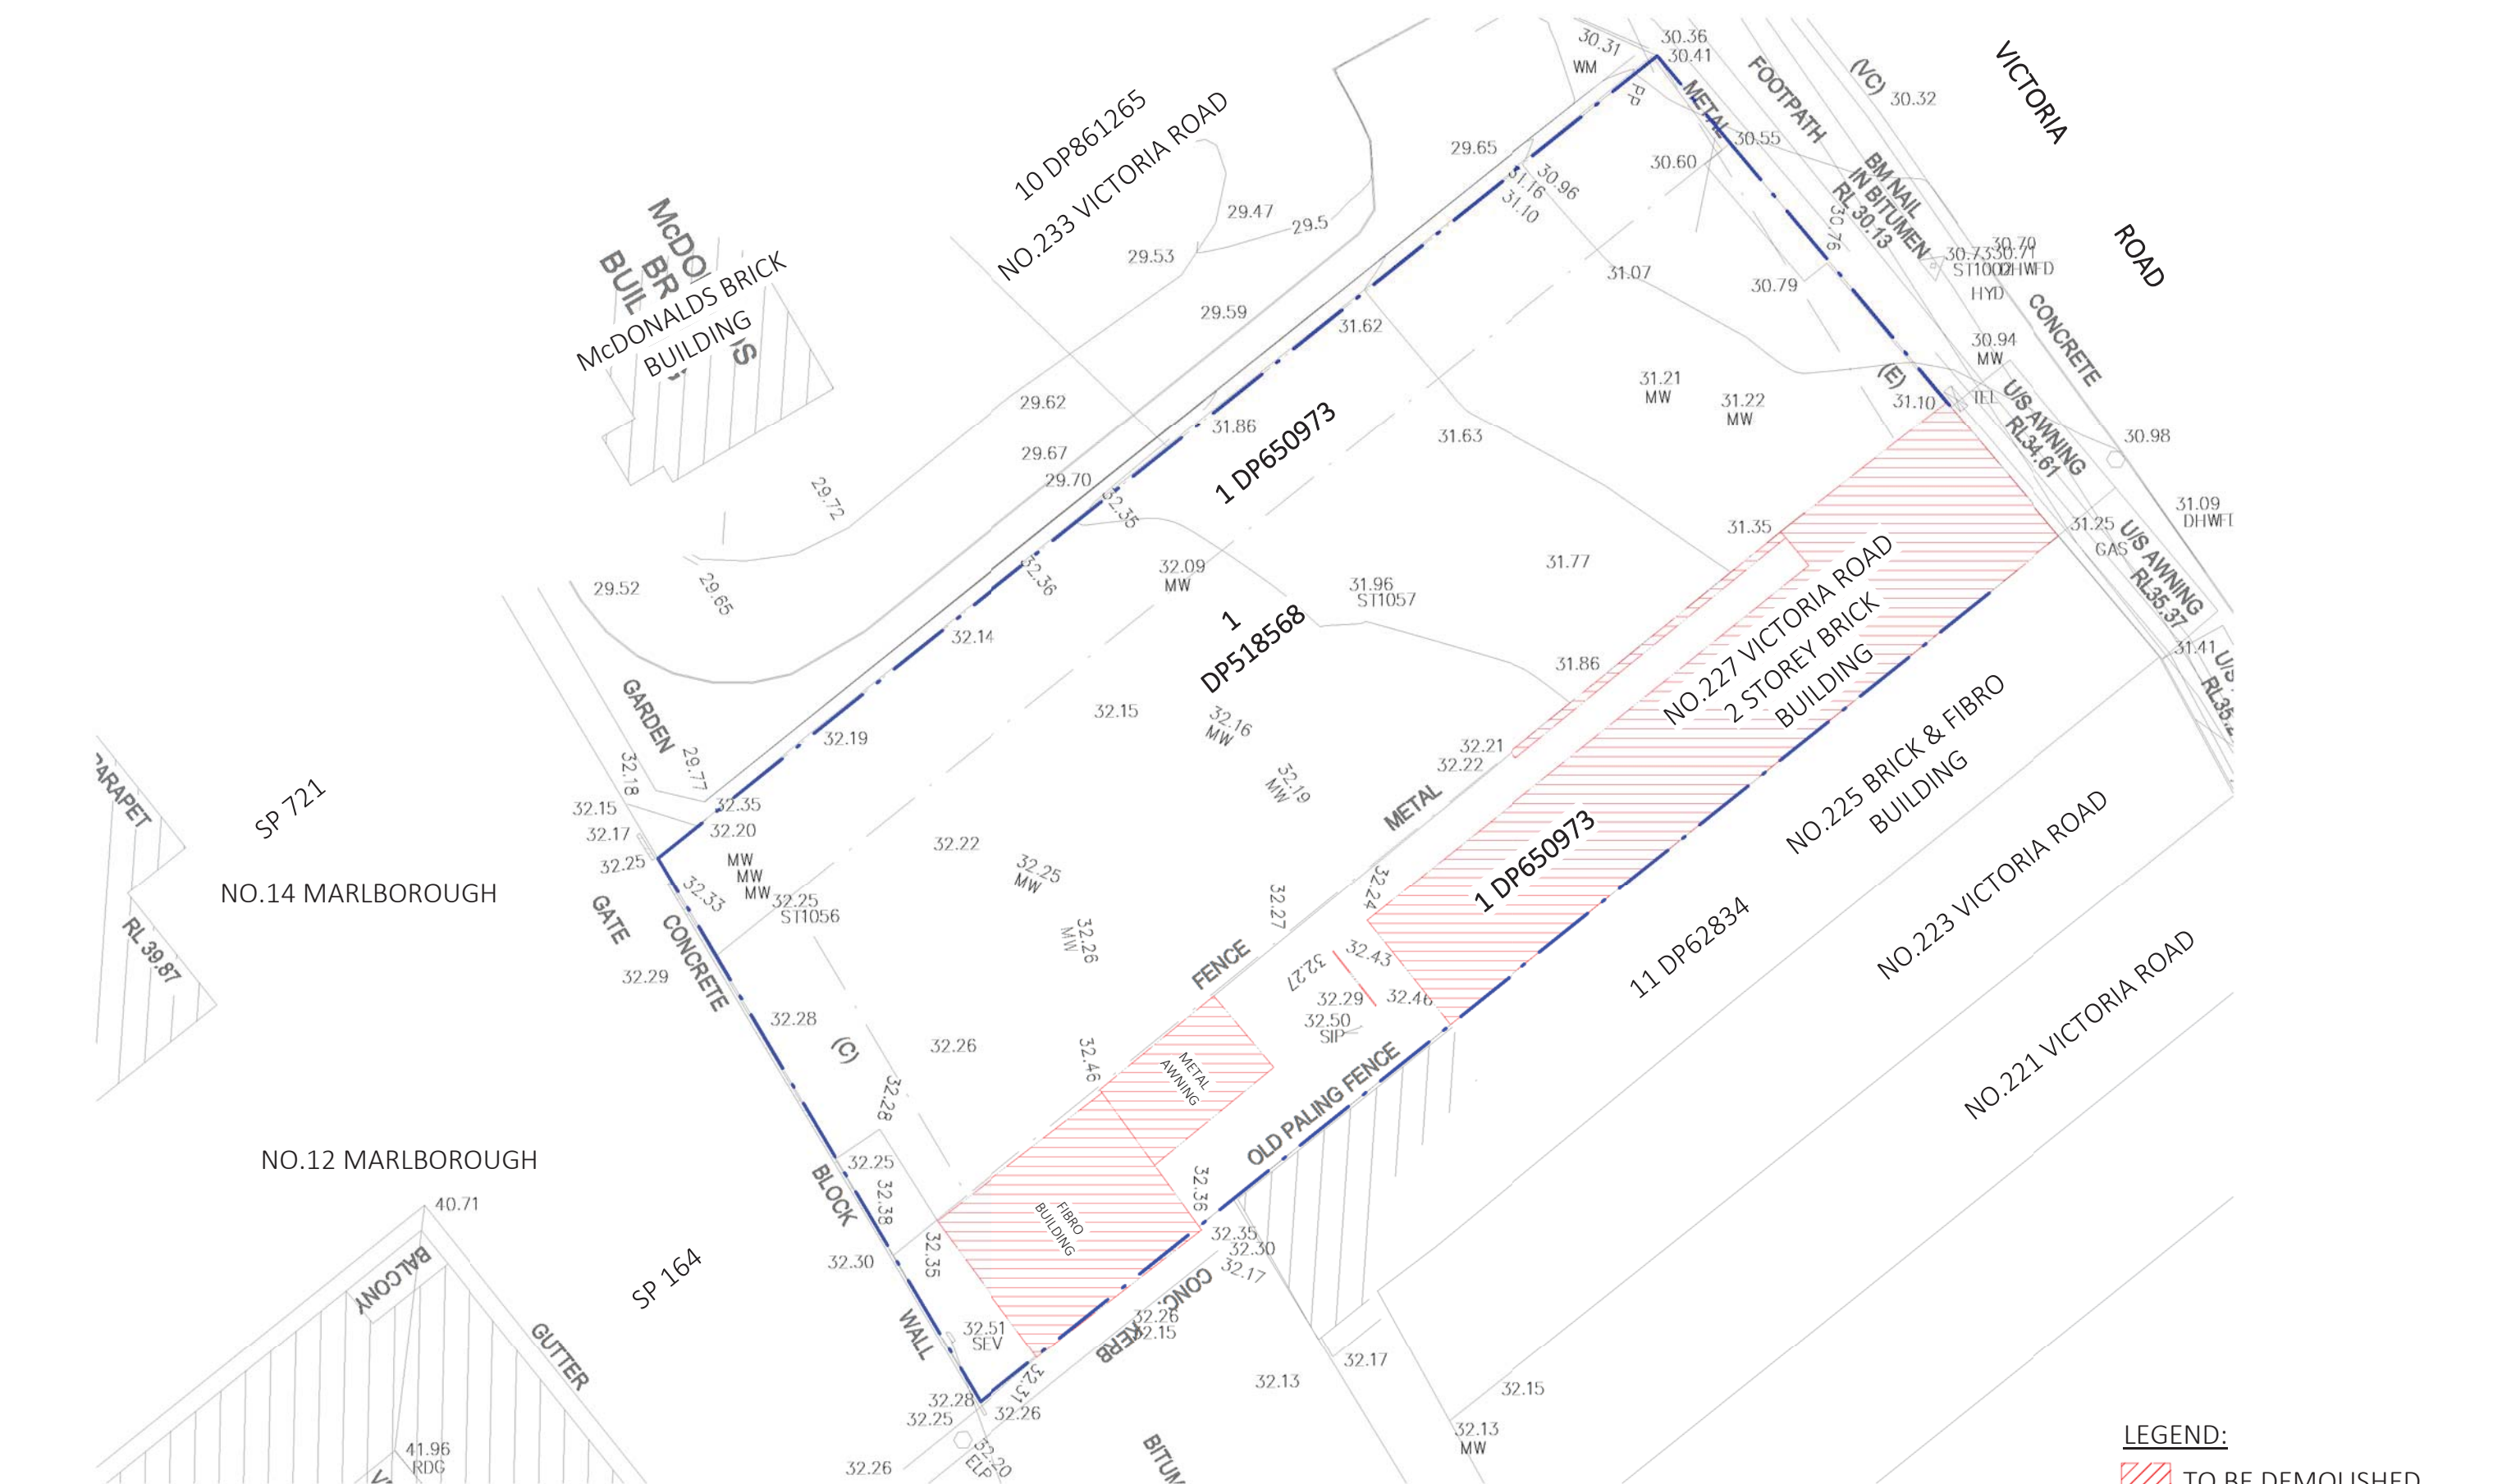 30.31
30.36
30.41
WM
PP
METAL
FOOTPATH
(VC)
30.32
VICTORIA
ROAD
10 DP861265
NO.233 VICTORIA ROAD
29.65
30.55
30.60
30.96
31.16
31.10
BM NAIL
IN BITUMEN
RL 30.13
30.76
29.47
29.5
29.53
31.07
30.79
30.70
30.73
30.71
ST1002
DHWFD
HYD
CONCRETE
McDONALDS BRICK
BUILDING
29.59
31.62
30.94
MW
(E)
31.21
MW
31.22
MW
31.10
TEL
U/S AWNING
RL34.61
29.62
31.86
31.63
30.98
29.67
29.70
1 DP650973
29.72
32.35
31.35
31.09
31.25
GAS
U/S AWNING
RL35.37
29.52
29.65
32.36
32.09
MW
31.77
31.96
ST1057
1
DP518568
32.14
31.86
NO.227 VICTORIA ROAD
2 STOREY BRICK
BUILDING
31.41
GARDEN
32.15
32.16
MW
32.19
32.21
32.22
NO.225 BRICK & FIBRO
BUILDING
32.18
29.77
32.19
MW
METAL
PARAPET
SP 721
32.15
32.17
32.25
32.35
32.20
MW
MW
MW
32.22
1 DP650973
NO.223 VICTORIA ROAD
NO.14 MARLBOROUGH
32.33
32.25
ST1056
32.25
MW
32.27
32.24
11 DP62834
GATE
CONCRETE
RL 39.87
32.29
32.26
MW
FENCE
32.27
32.43
32.29
32.46
32.50
SIP
NO.221 VICTORIA ROAD
32.28
(C)
32.26
32.46
METAL
AWNING
OLD PALING FENCE
32.28
NO.12 MARLBOROUGH
BLOCK
32.25
32.38
32.36
40.71
BALCONY
FIBRO
BUILDING
32.35
32.30
32.17
32.30
32.35
SP 164
CONC.
KERB
32.26
32.15
GUTTER
WALL
32.51
SEV
32.31
32.28
32.25
32.26
32.17
32.13
32.15
32.13
MW
41.96
RDG
32.20
ELP
32.26
LEGEND:
TO BE DEMOLISHED